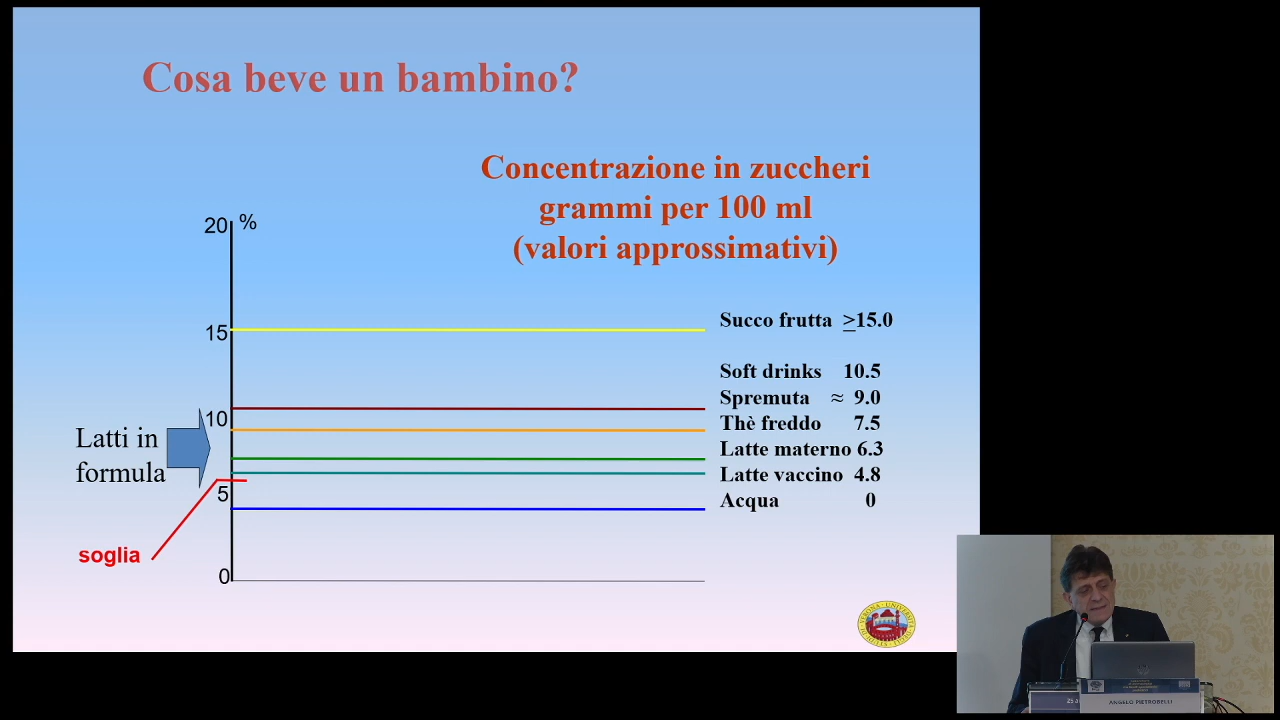 Cosa beve un bambino?
Concentrazione in zuccheri
grammi per 100 ml
(valori approssimativi)
20 %
15
10
5
0
Latti in
formula
soglia
Succo frutta ≥15.0
Soft drinks 10.5
Spremuta ≈ 9.0
Thè freddo 7.5
Latte materno 6.3
Latte vaccino 4.8
Acqua 0
ANGELO PIETROBELLI